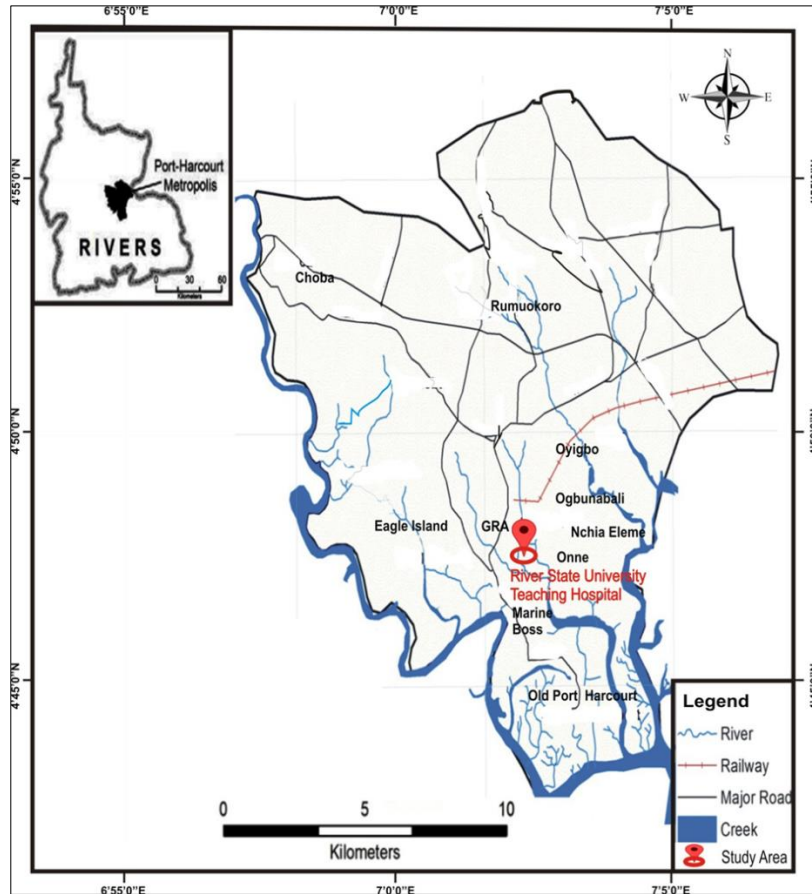 6°55'0"E
7°0'0"E
7°5'0"E
N
W
E
S
Port-Harcourt
Metropolis
RIVERS
0 30 60
Kilometers
4°55'0"N
Choba
Rumuokoro
4°50'0"N
Oyigbo
Ogbunabali
Eagle Island
GRA
Nchia Eleme
Onne
River State University
Teaching Hospital
Marine
Boss
4°45'0"N
Old Port Harcourt
Legend
River
Railway
Major Road
Creek
Study Area
0 5 10
Kilometers
6°55'0"E
7°0'0"E
7°5'0"E